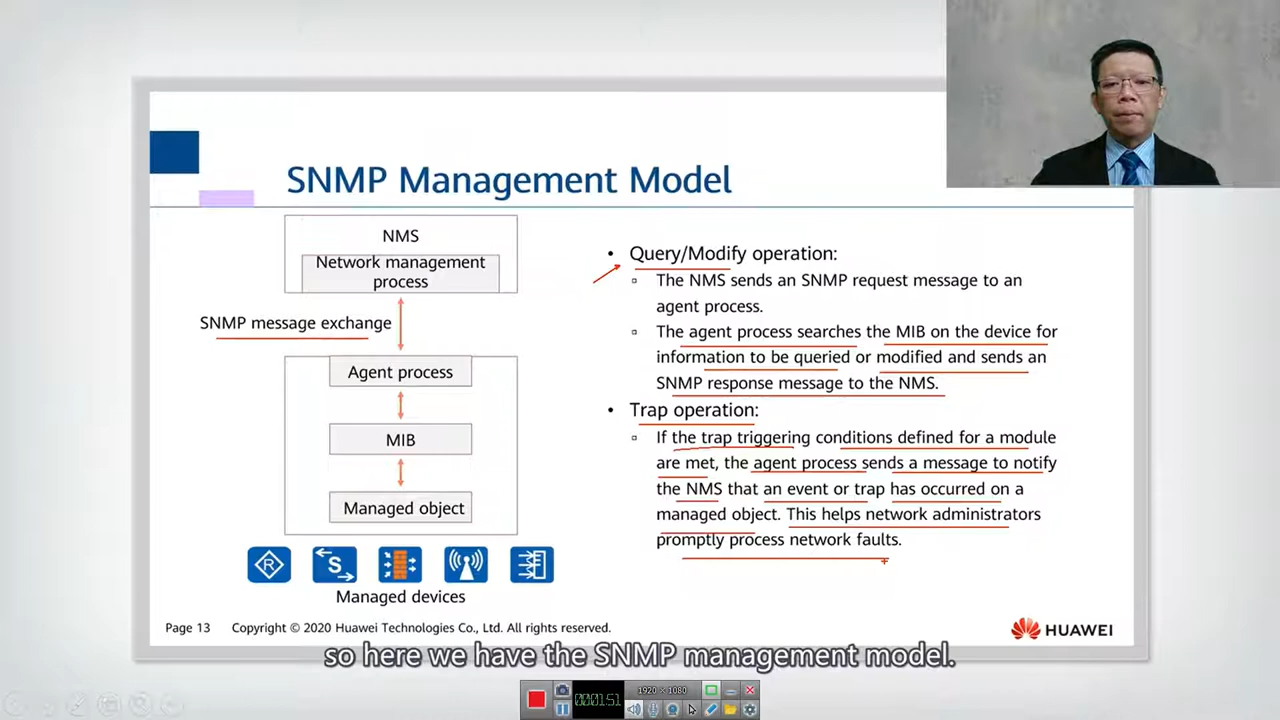 SNMP Management Model
NMS
Network management
process
SNMP message exchange
Agent process
MIB
Managed object
R
S
Managed devices
• Query/Modify operation:
The NMS sends an SNMP request message to an
agent process.
The agent process searches the MIB on the device for
information to be queried or modified and sends an
SNMP response message to the NMS.
• Trap operation:
If the trap triggering conditions defined for a module
are met, the agent process sends a message to notify
the NMS that an event or trap has occurred on a
managed object. This helps network administrators
promptly process network faults.
Page 13 Copyright © 2020 Huawei Technologies Co., Ltd. All rights reserved.
HUAWEI
so here we have the SNMP management model.
1920 × 1080